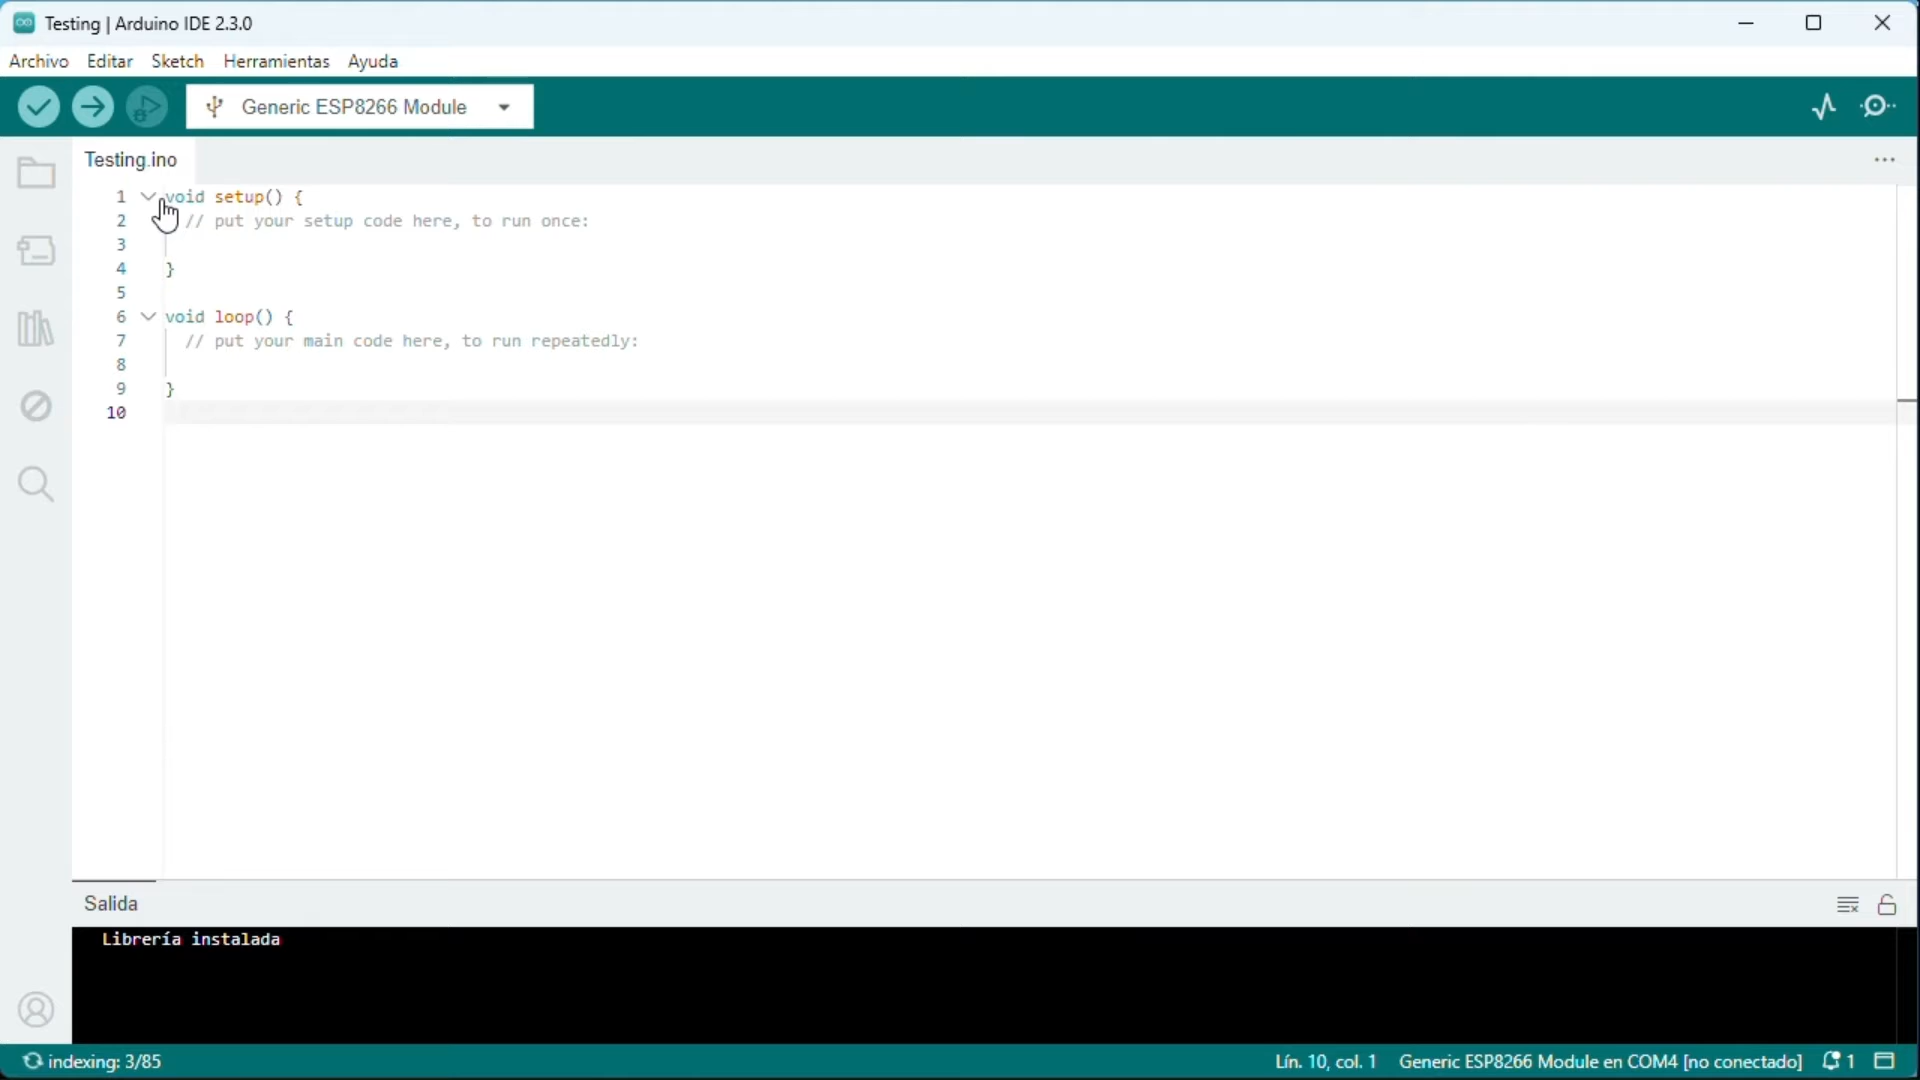 Testing | Arduino IDE 2.3.0
Archivo Editar Sketch Herramientas Ayuda
Generic ESP8266 Module
Testing.ino
1 void setup() {
2 // put your setup code here, to run once:
3
4 }
5
6 void loop() {
7 // put your main code here, to run repeatedly:
8
9 }
10
Salida
Librería instalada
indexing: 3/85 Lín. 10, col. 1 Generic ESP8266 Module en COM4 [no conectado] 1